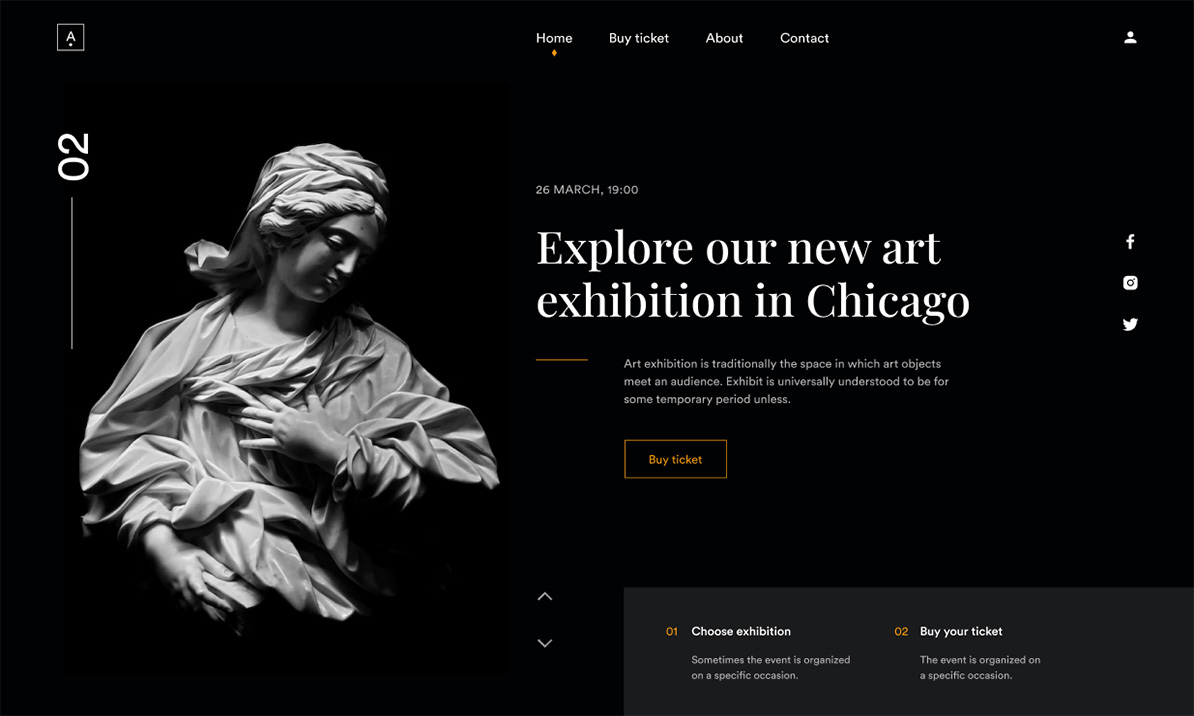 A
Home
Buy ticket
About
Contact
02
26 MARCH, 19:00
Explore our new art
exhibition in Chicago
Art exhibition is traditionally the space in which art objects
meet an audience. Exhibit is universally understood to be for
some temporary period unless.
Buy ticket
01 Choose exhibition
Sometimes the event is organized
on a specific occasion.
02 Buy your ticket
The event is organized on
a specific occasion.